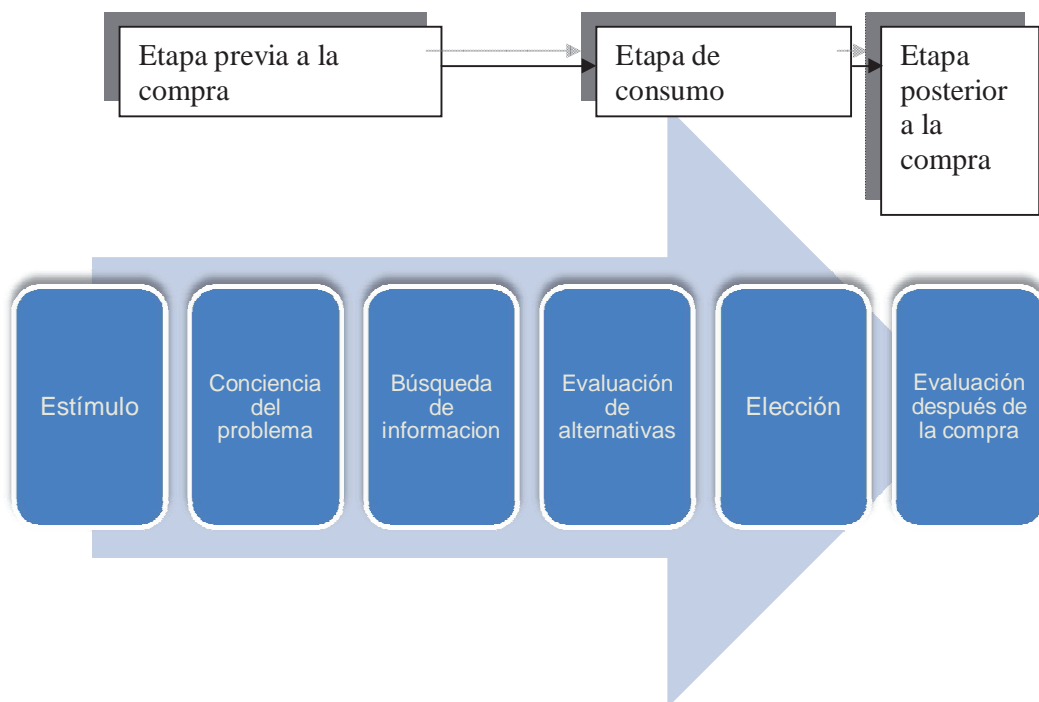 Etapa previa a la
compra
Etapa de
consumo
Etapa
posterior
a la
compra
Estímulo
Conciencia
del
problema
Búsqueda
de
informacion
Evaluación
de
alternativas
Elección
Evaluación
después de
la compra